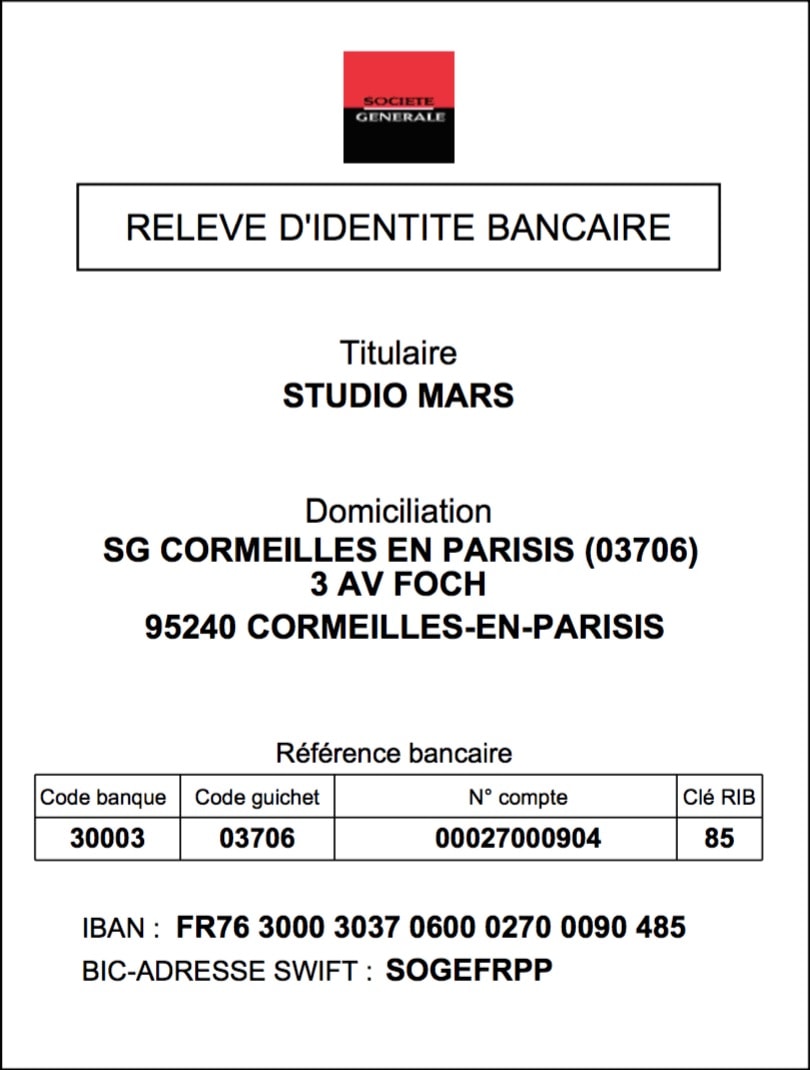 SOCIETE
GENERALE
RELEVE D'IDENTITE BANCAIRE
Titulaire
STUDIO MARS
Domiciliation
SG CORMEILLES EN PARISIS (03706)
3 AV FOCH
95240 CORMEILLES-EN-PARISIS
Référence bancaire
Code banque Code guichet N° compte Clé RIB
30003 03706 00027000904 85
IBAN : FR76 3000 3037 0600 0270 0090 485
BIC-ADRESSE SWIFT : SOGEFRPP